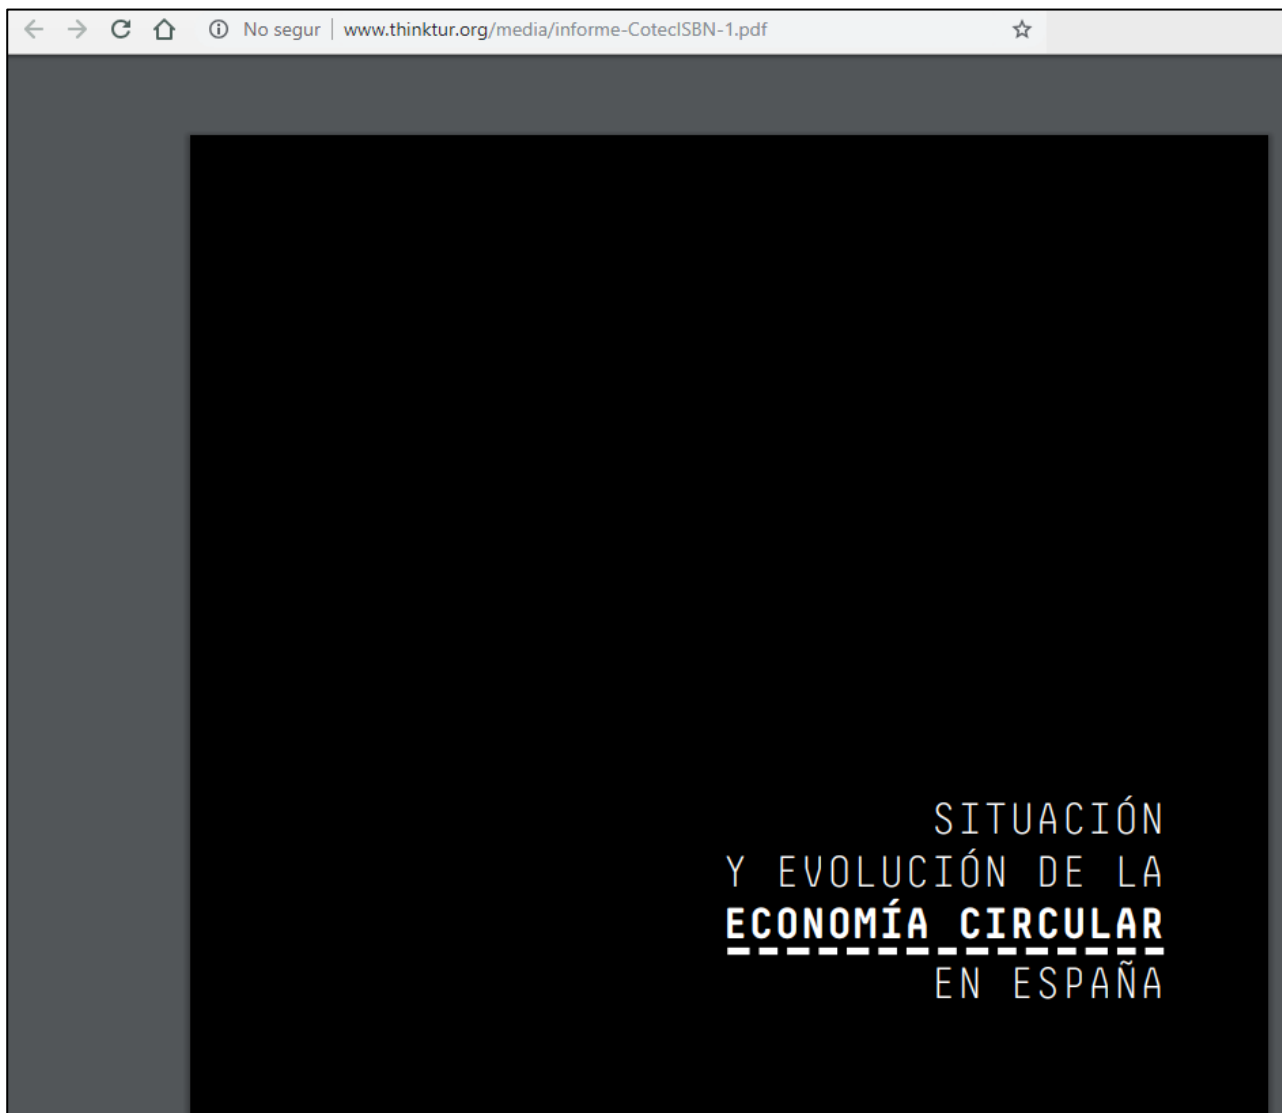 No segur www.thinktur.org/media/informe-CotecISBN-1.pdf
SITUACIÓN
Y EVOLUCIÓN DE LA
ECONOMÍA CIRCULAR
EN ESPAÑA